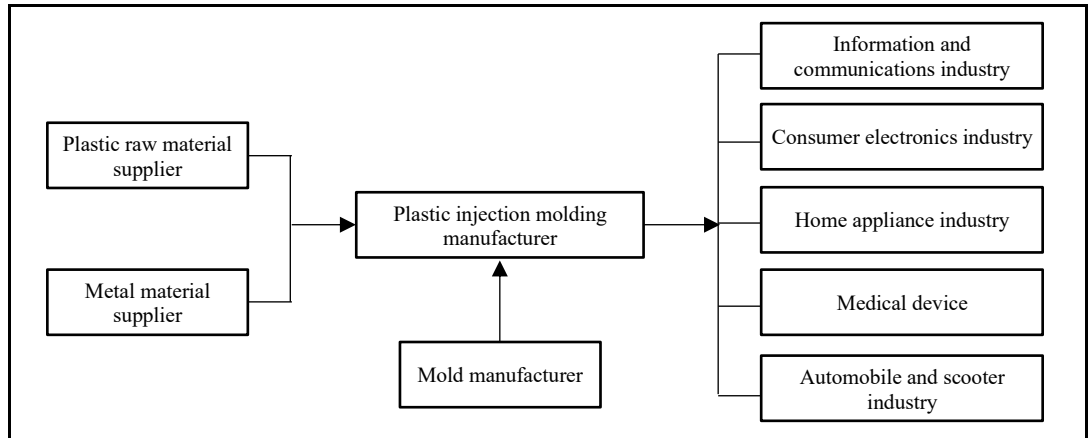 Plastic raw material
supplier
Metal material
supplier
Plastic injection molding
manufacturer
Mold manufacturer
Information and
communications industry
Consumer electronics industry
Home appliance industry
Medical device
Automobile and scooter
industry